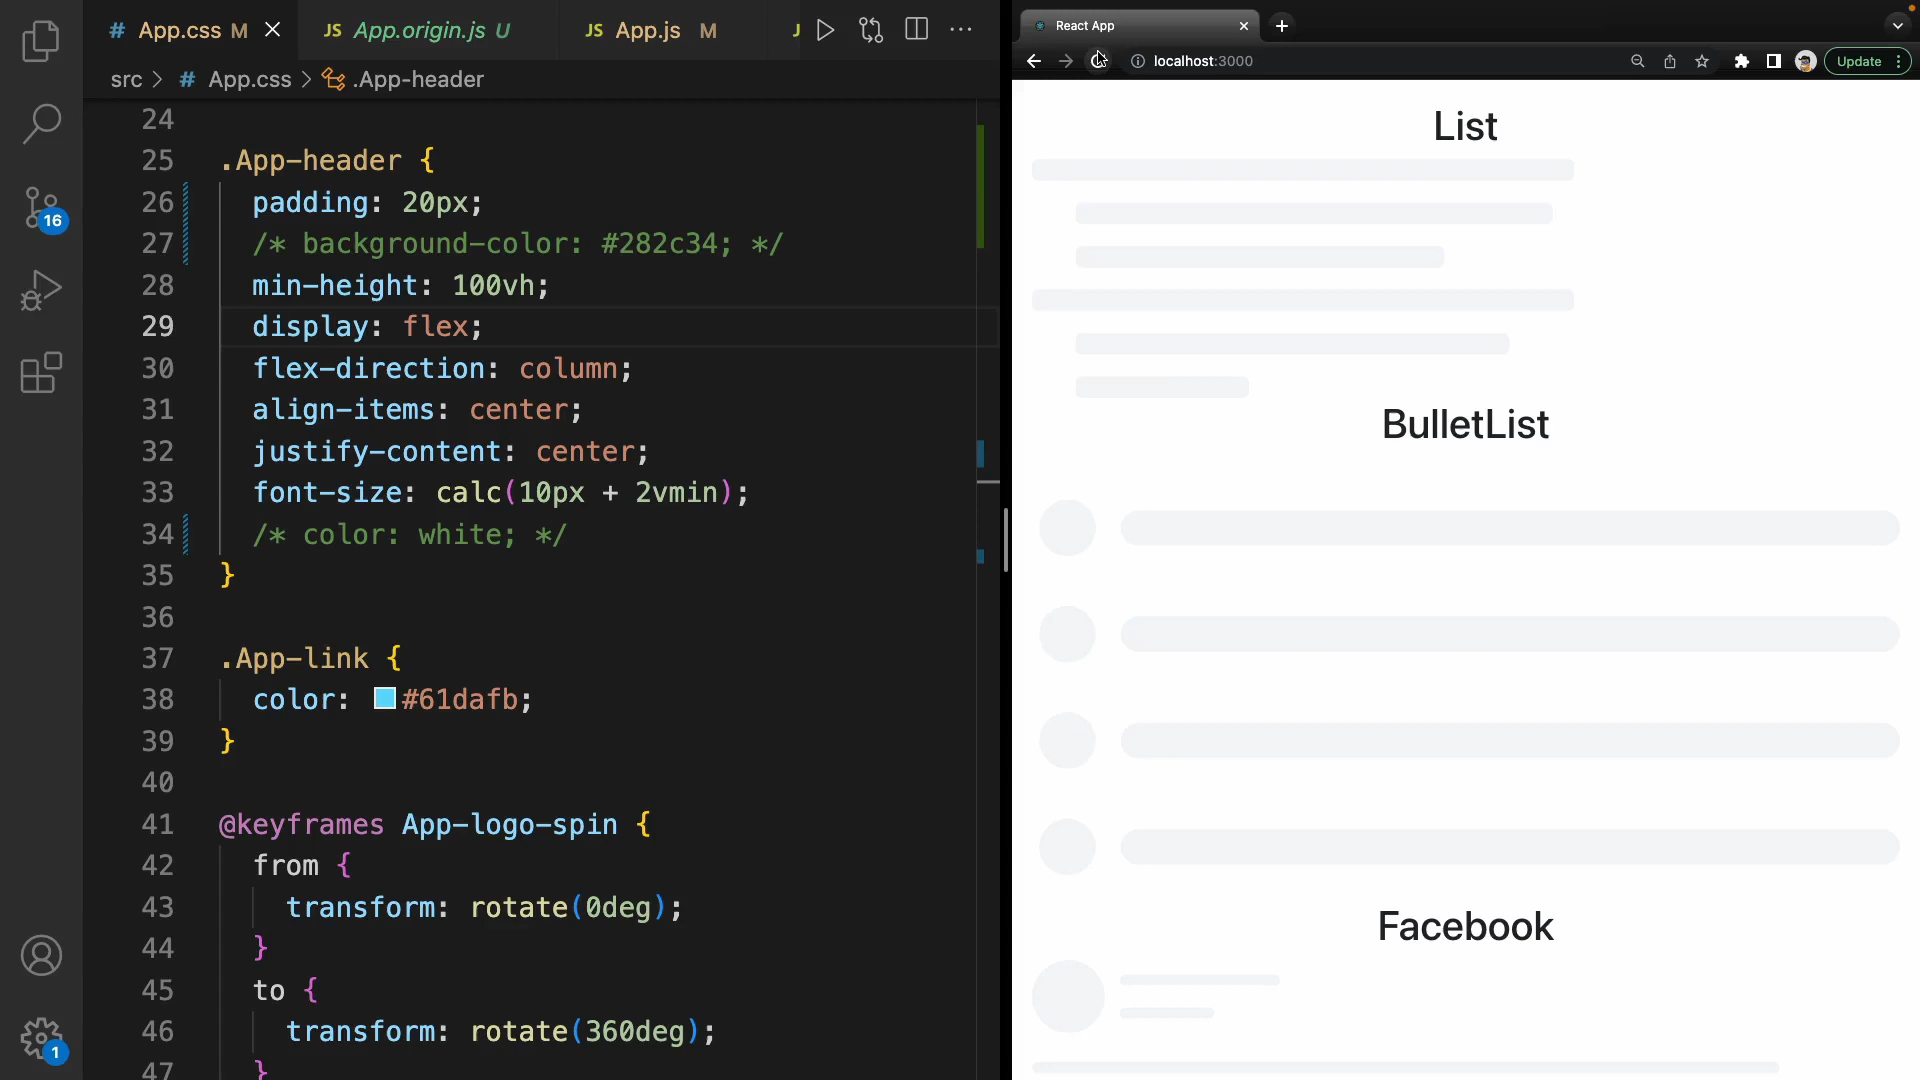 # App.css M
JS App.origin.js U
JS App.js M
src > # App.css > .App-header
24
25 .App-header {
26 padding: 20px;
27 /* background-color: #282c34; */
28 min-height: 100vh;
29 display: flex;
30 flex-direction: column;
31 align-items: center;
32 justify-content: center;
33 font-size: calc(10px + 2vmin);
34 /* color: white; */
35 }
36
37 .App-link {
38 color: #61dafb;
39 }
40
41 @keyframes App-logo-spin {
42 from {
43 transform: rotate(0deg);
44 }
45 to {
46 transform: rotate(360deg);
47 }
16
1
React App
localhost:3000
Update
List
BulletList
Facebook